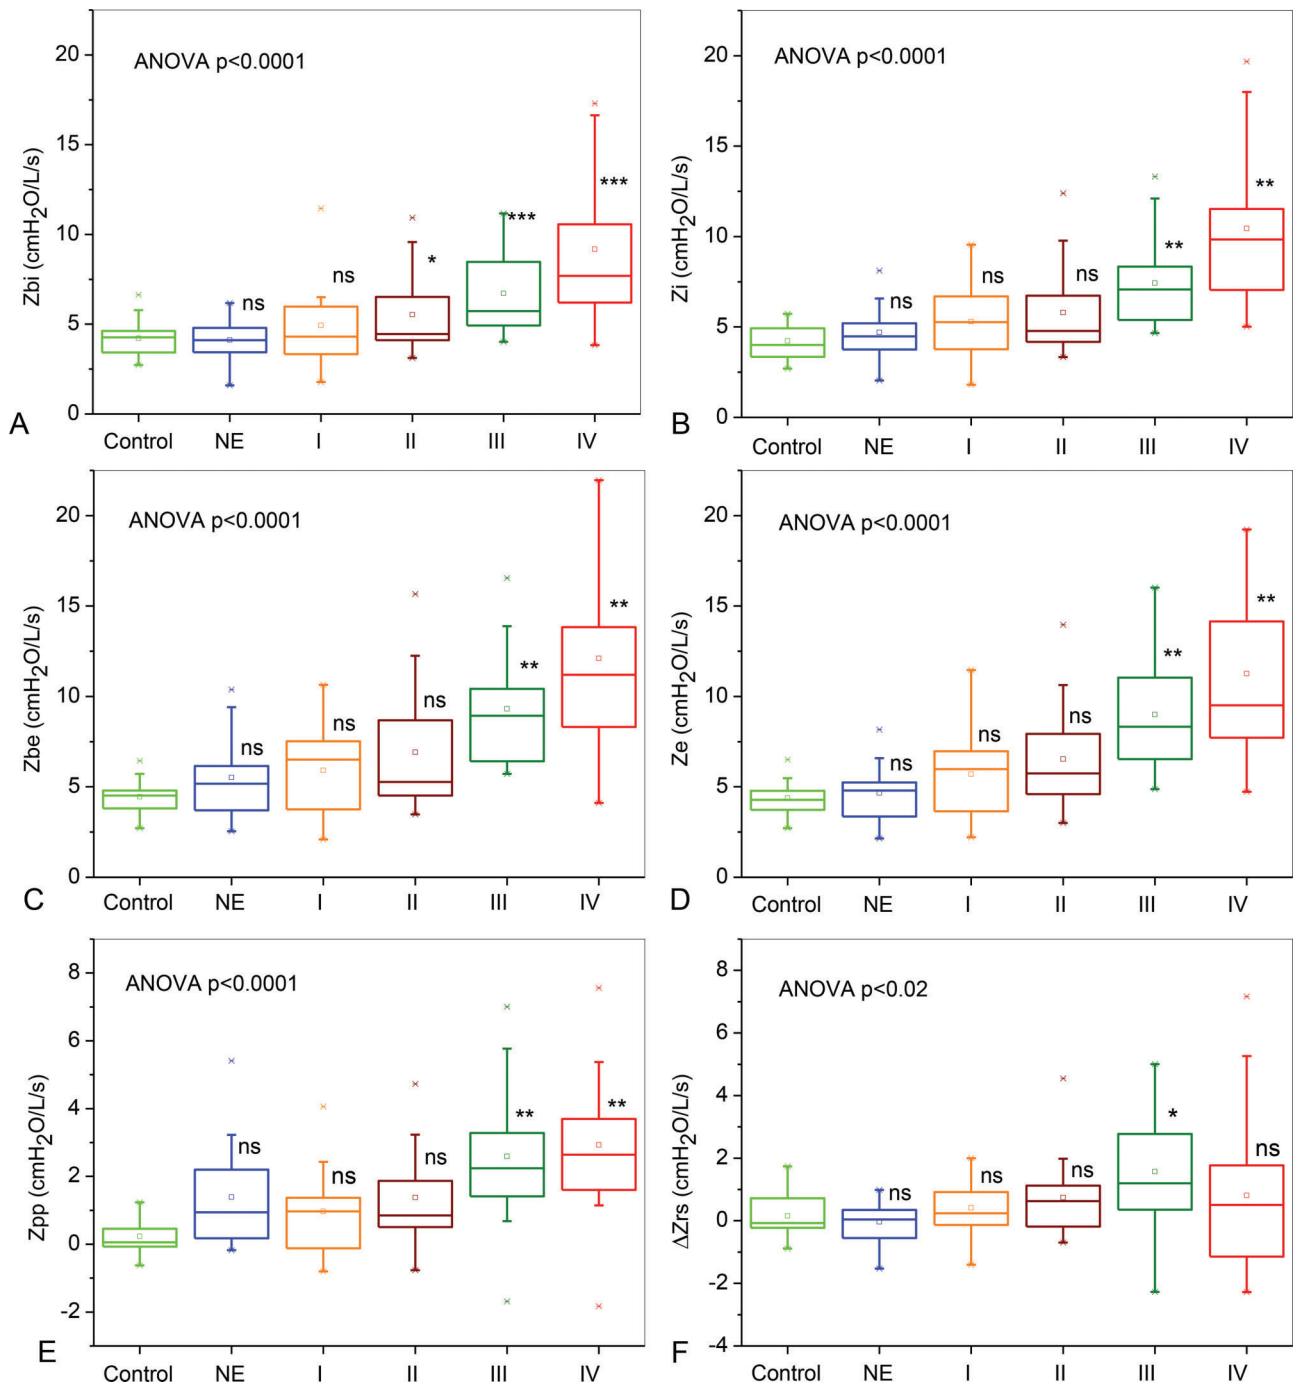 ANOVA p<0.0001
Zbi (cmH2O/L/s)
20
15
10
5
0
ns
ns
*
***
***
Control NE I II III IV
A
ANOVA p<0.0001
Zi (cmH2O/L/s)
20
15
10
5
0
ns
ns
ns
**
**
Control NE I II III IV
B
ANOVA p<0.0001
Zbe (cmH2O/L/s)
20
15
10
5
0
ns
ns
ns
**
**
Control NE I II III IV
C
ANOVA p<0.0001
Ze (cmH2O/L/s)
20
15
10
5
0
ns
ns
ns
**
**
Control NE I II III IV
D
ANOVA p<0.0001
Zpp (cmH2O/L/s)
8
6
4
2
0
-2
ns
ns
ns
**
**
Control NE I II III IV
E
ANOVA p<0.02
ΔZrs (cmH2O/L/s)
8
6
4
2
0
-2
-4
ns
ns
ns
*
ns
Control NE I II III IV
F